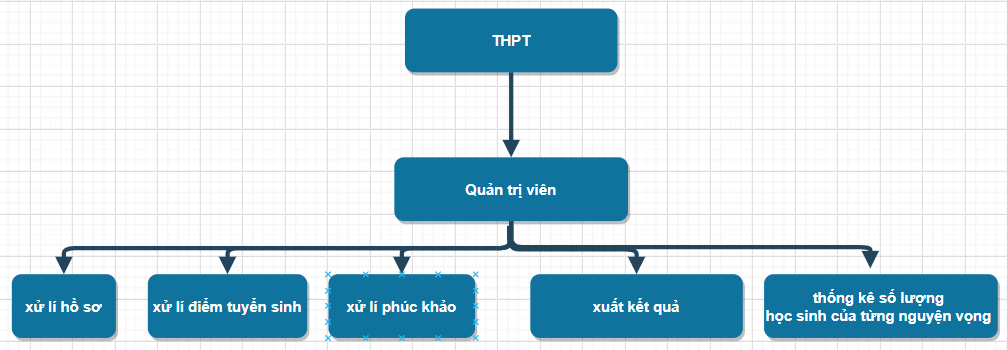 THPT
Quản trị viên
xử lí hồ sơ
xử lí điểm tuyển sinh
xử lí phúc khảo
xuất kết quả
thống kê số lượng
học sinh của từng nguyện vọng